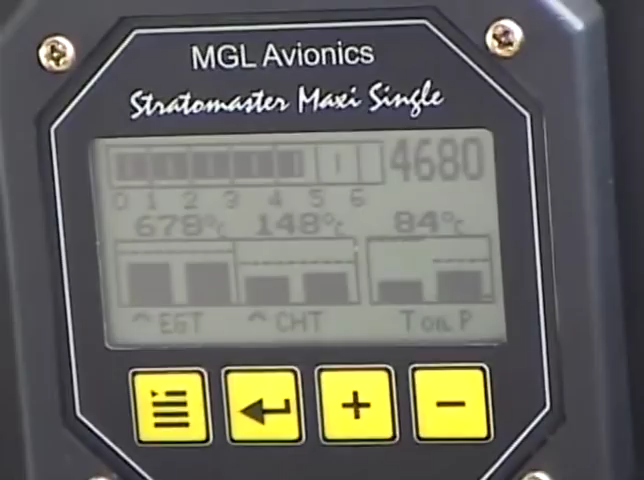 MGL Avionics
Stratomaster Maxi Single
4680
0 1 2 3 4 5 6
678°C 148°C 84°C
^ EGT ^ CHT T OIL P